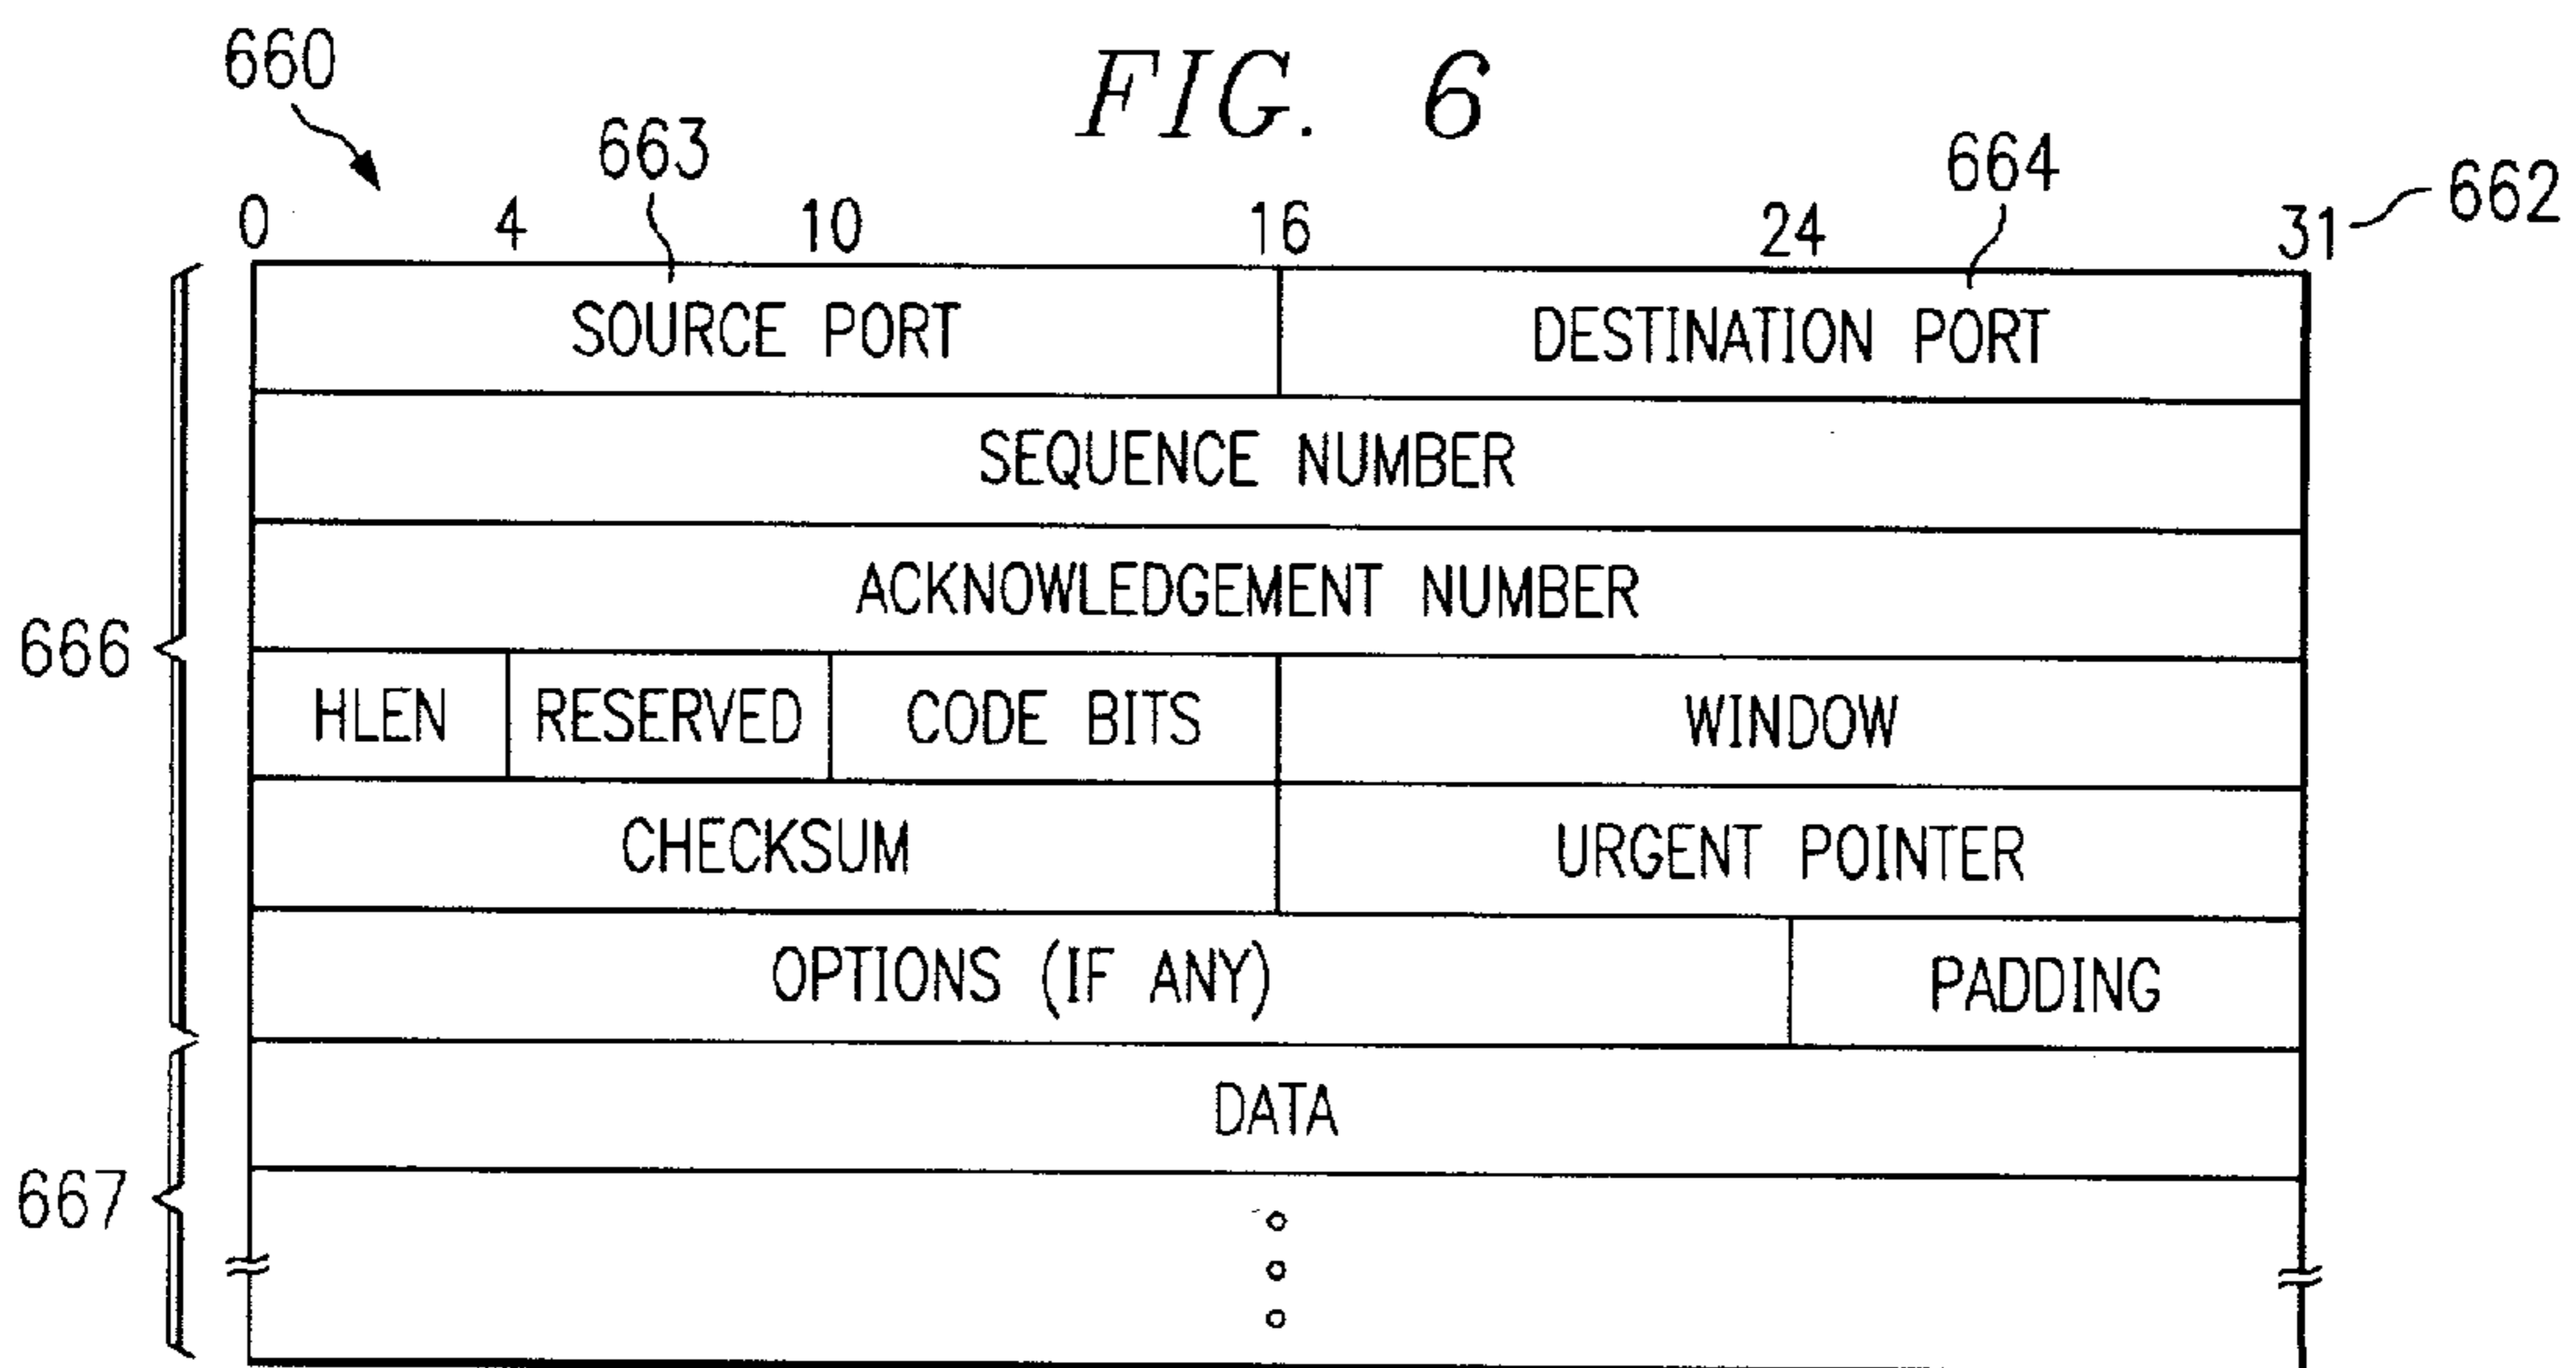 FIG. 6
660
663
664
662
0 4 10 16 24 31
SOURCE PORT DESTINATION PORT
SEQUENCE NUMBER
ACKNOWLEDGEMENT NUMBER
666
HLEN RESERVED CODE BITS WINDOW
CHECKSUM URGENT POINTER
OPTIONS (IF ANY) PADDING
DATA
667